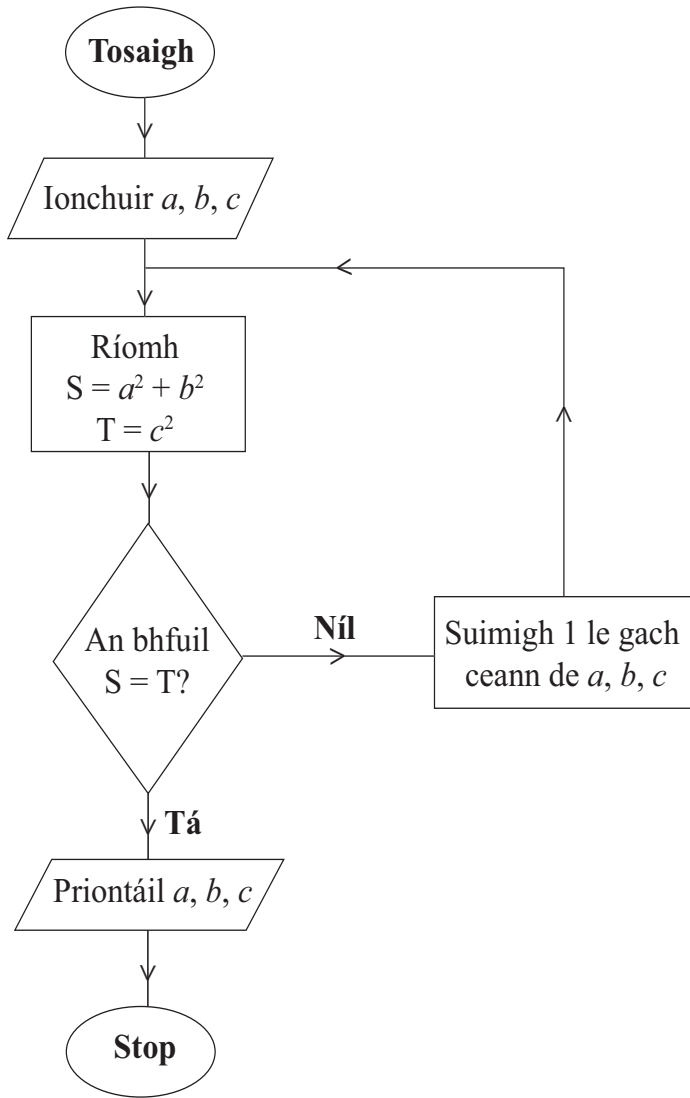 Tosaigh
Ionchuir a, b, c
Ríomh
S = a² + b²
T = c²
An bhfuil
S = T?
Níl
Suimigh 1 le gach
ceann de a, b, c
Tá
Priontáil a, b, c
Stop